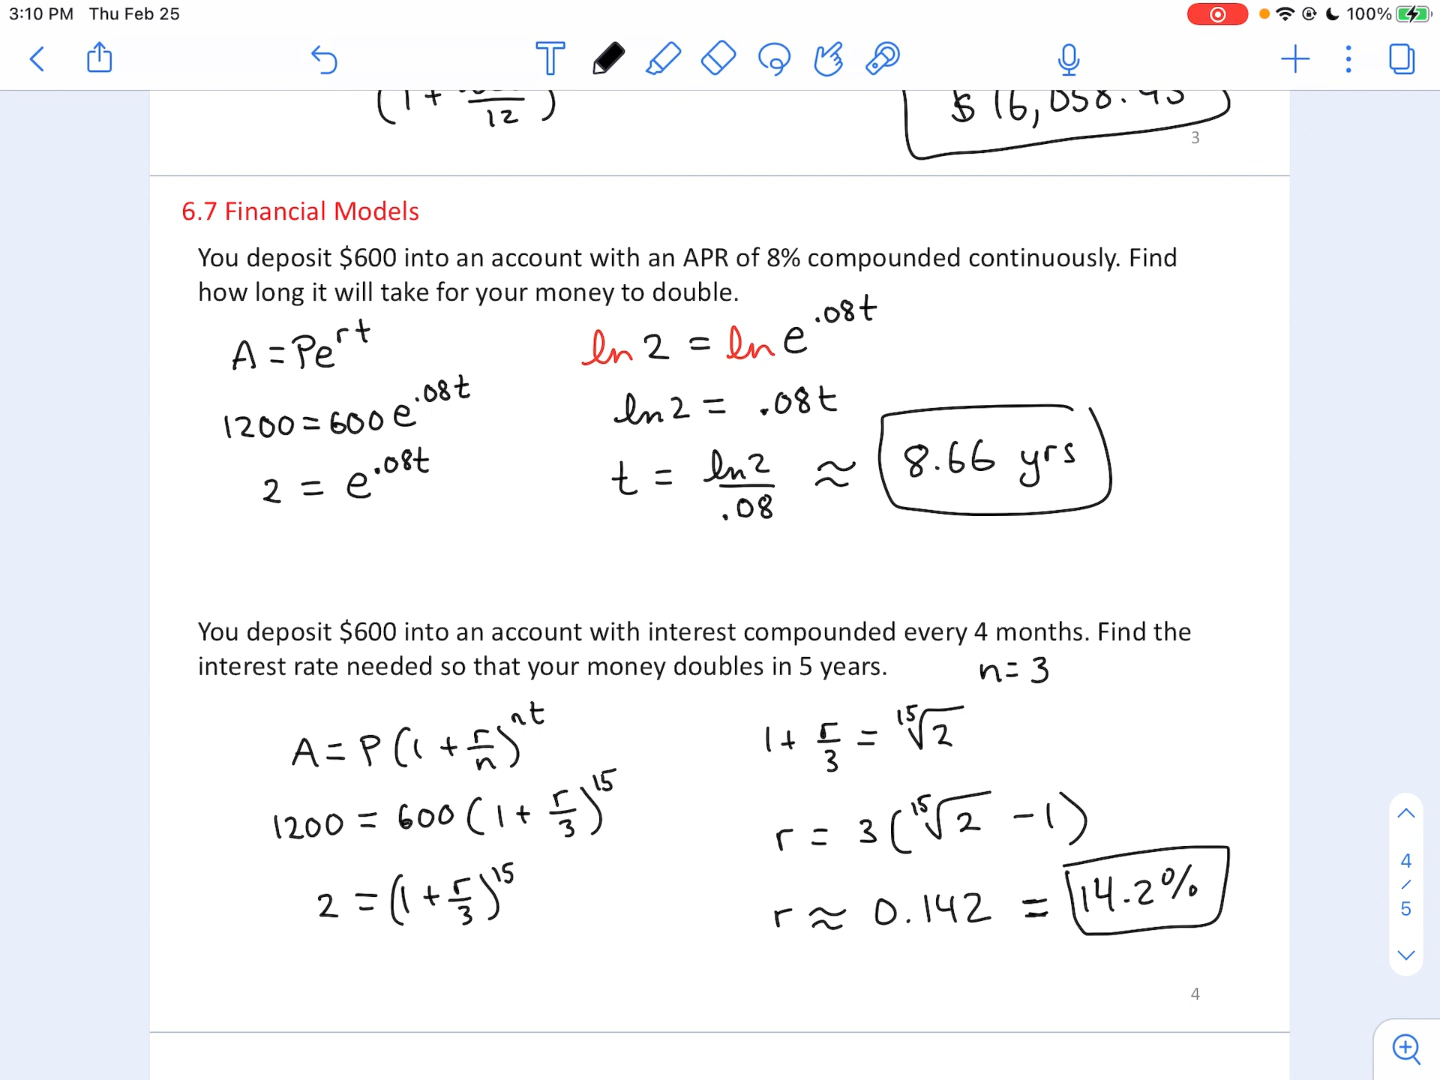 3:10 PM Thu Feb 25
100%
(1 + 12)
$ 16,058.
3
6.7 Financial Models
You deposit $600 into an account with an APR of 8% compounded continuously. Find
how long it will take for your money to double.
A = Pe^rt
1200 = 600e^.08t
2 = e^.08t
ln 2 = ln e^.08t
ln 2 = .08t
t = ln 2 / .08 ≈ 8.66 yrs
You deposit $600 into an account with interest compounded every 4 months. Find the
interest rate needed so that your money doubles in 5 years.
n = 3
A = P(1 + r/n)^nt
1200 = 600(1 + r/3)^15
2 = (1 + r/3)^15
1 + r/3 = ¹⁵√2
r = 3(¹⁵√2 - 1)
r ≈ 0.142 = 14.2%
4
4
/
5